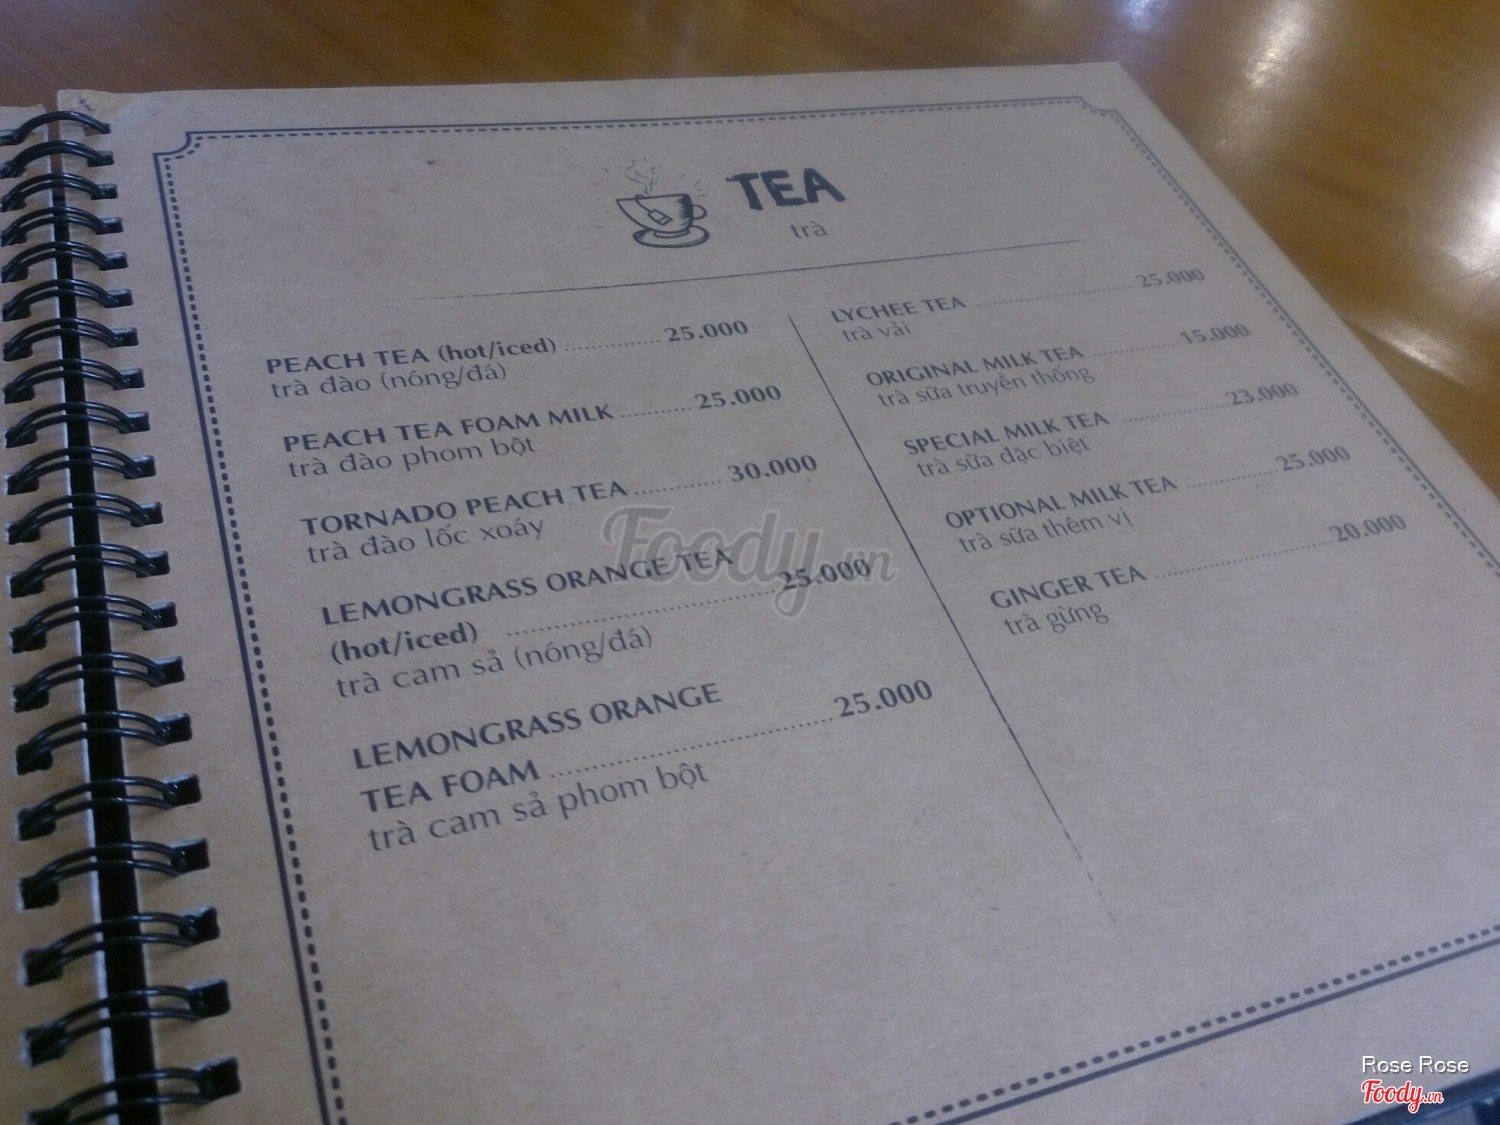 TEA
trà
PEACH TEA (hot/iced) ............... 25.000
trà đào (nóng/đá)
PEACH TEA FOAM MILK ........... 25.000
trà đào phom bột
TORNADO PEACH TEA ............. 30.000
trà đào lốc xoáy
LEMONGRASS ORANGE TEA
(hot/iced) ........................................ 25.000
trà cam sả (nóng/đá)
LEMONGRASS ORANGE
TEA FOAM ........................................ 25.000
trà cam sả phom bột
LYCHEE TEA ............................ 25.000
trà vải
ORIGINAL MILK TEA ............... 15.000
trà sữa truyền thống
SPECIAL MILK TEA .................. 23.000
trà sữa đặc biệt
OPTIONAL MILK TEA ............... 25.000
trà sữa thêm vị
GINGER TEA ............................ 20.000
trà gừng
Foody.vn
Rose Rose
Foody.vn